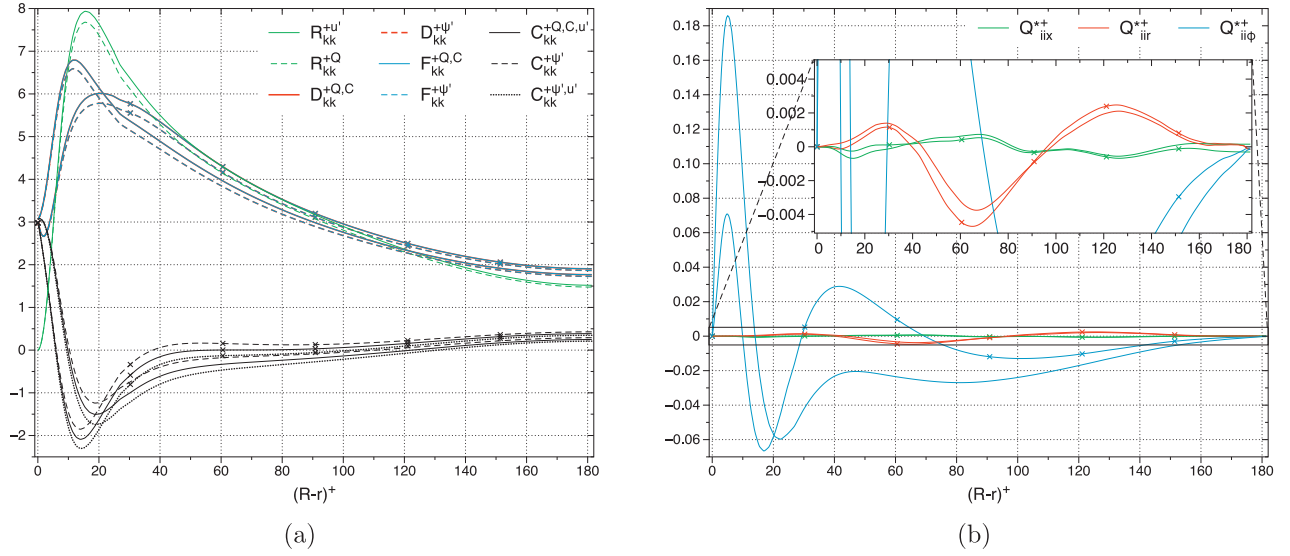 8
7
6
5
4
3
2
1
0
−1
−2
0 20 40 60 80 100 120 140 160 180
(R-r)⁺
R⁺ᵘ'ₖₖ D⁺ψ'ₖₖ C⁺Q,C,u'ₖₖ
R⁺Qₖₖ F⁺Q,Cₖₖ C⁺ψ'ₖₖ
D⁺Q,Cₖₖ F⁺ψ'ₖₖ C⁺ψ',u'ₖₖ
(a)
0.18
0.16
0.14
0.12
0.10
0.08
0.06
0.04
0.02
0.00
−0.02
−0.04
−0.06
0 20 40 60 80 100 120 140 160 180
(R-r)⁺
Q*⁺iix Q*⁺iir Q*⁺iiϕ
0.004
0.002
0
−0.002
−0.004
0 20 40 60 80 100 120 140 160 180
(b)